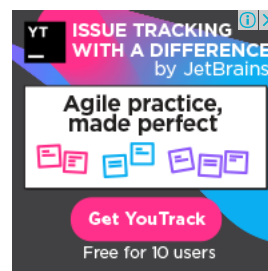 YT
ISSUE TRACKING
WITH A DIFFERENCE
by JetBrains
Agile practice,
made perfect
Get YouTrack
Free for 10 users